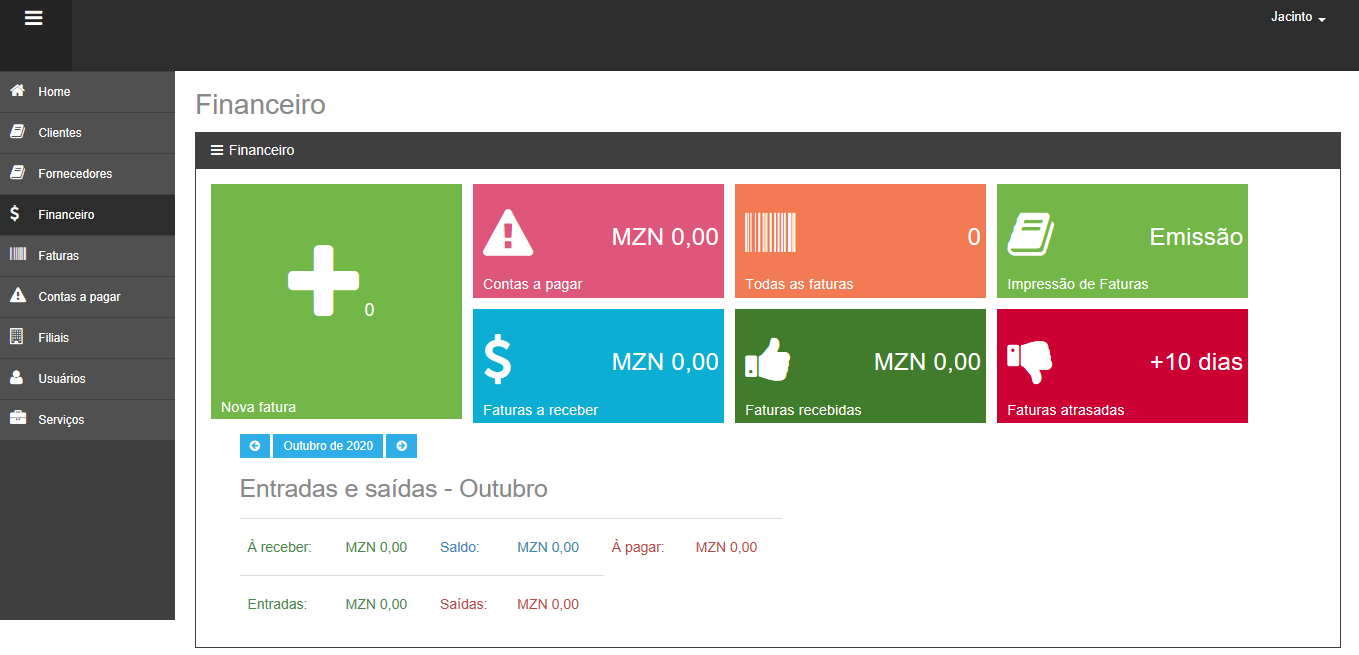 Jacinto
Home
Clientes
Fornecedores
Financeiro
Faturas
Contas a pagar
Filiais
Usuários
Serviços
Financeiro
Financeiro
0
Nova fatura
MZN 0,00
Contas a pagar
0
Todas as faturas
Emissão
Impressão de Faturas
MZN 0,00
Faturas a receber
MZN 0,00
Faturas recebidas
+10 dias
Faturas atrasadas
Outubro de 2020
Entradas e saídas - Outubro
À receber: MZN 0,00 Saldo: MZN 0,00 À pagar: MZN 0,00
Entradas: MZN 0,00 Saídas: MZN 0,00